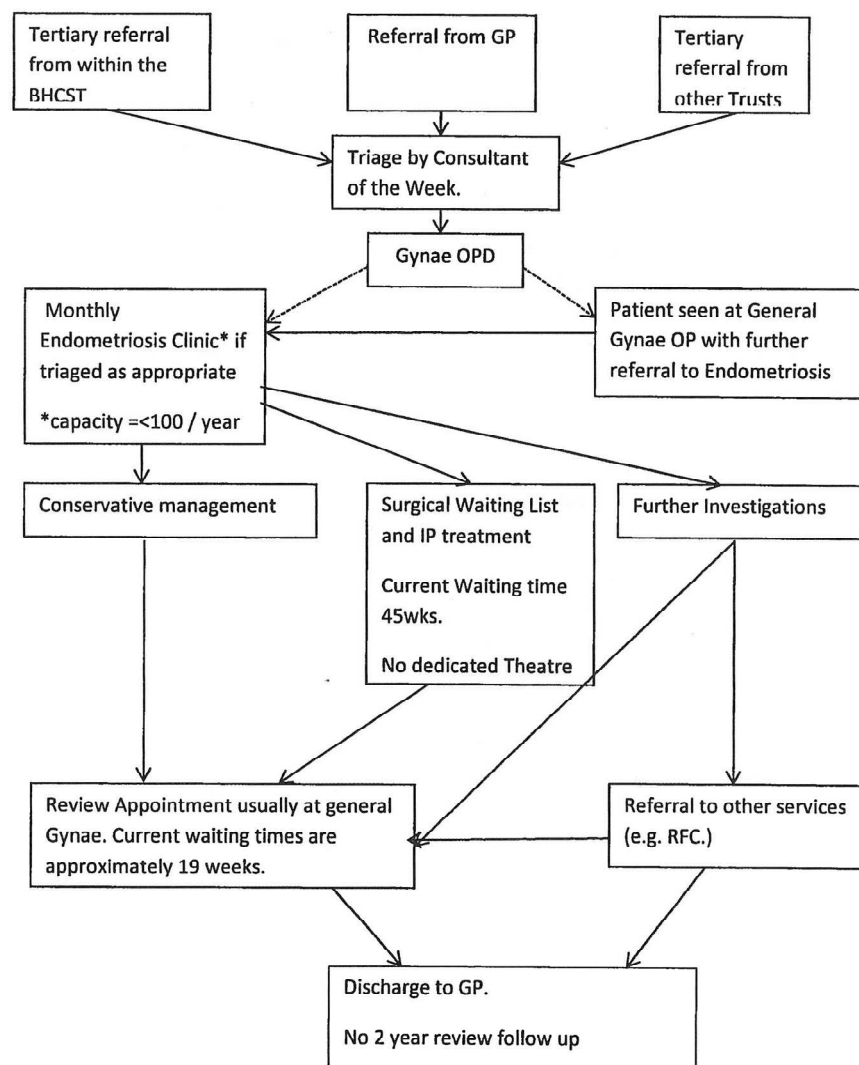 Tertiary referral
from within the
BHCST
Referral from GP
Tertiary
referral from
other Trusts
Triage by Consultant
of the Week.
Gynae OPD
Monthly
Endometriosis Clinic* if
triaged as appropriate
*capacity =<100 / year
Patient seen at General
Gynae OP with further
referral to Endometriosis
Conservative management
Surgical Waiting List
and IP treatment
Current Waiting time
45wks.
No dedicated Theatre
Further Investigations
Review Appointment usually at general
Gynae. Current waiting times are
approximately 19 weeks.
Referral to other services
(e.g. RFC.)
Discharge to GP.
No 2 year review follow up